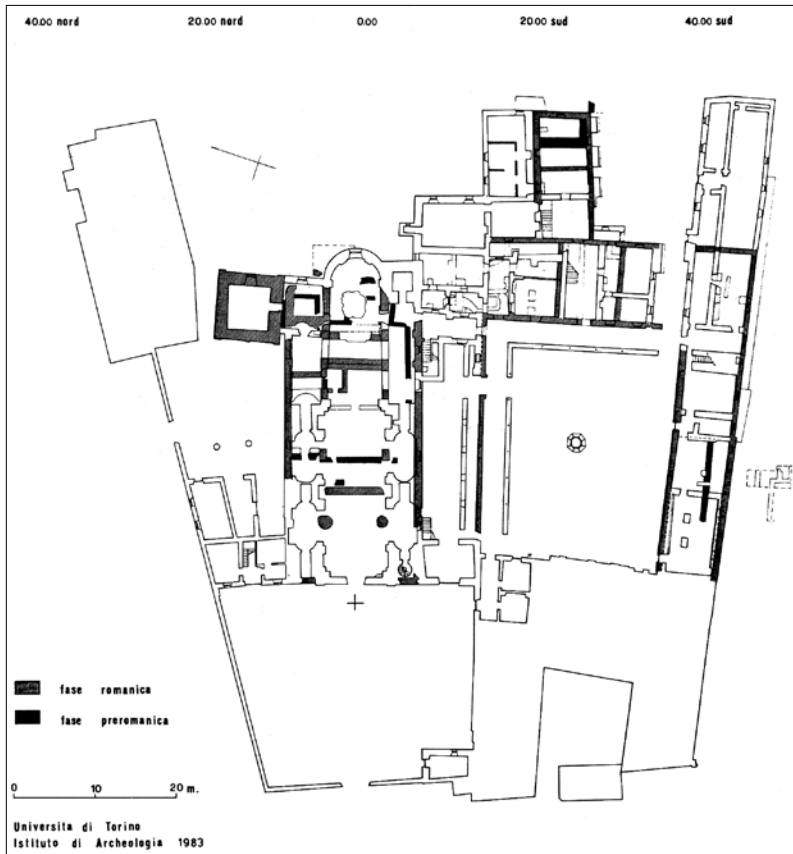 40.00 nord 20.00 nord 0.00 20.00 sud 40.00 sud
fase romanica
fase preromanica
0 10 20 m.
Universita di Torino
Istituto di Archeologia 1983